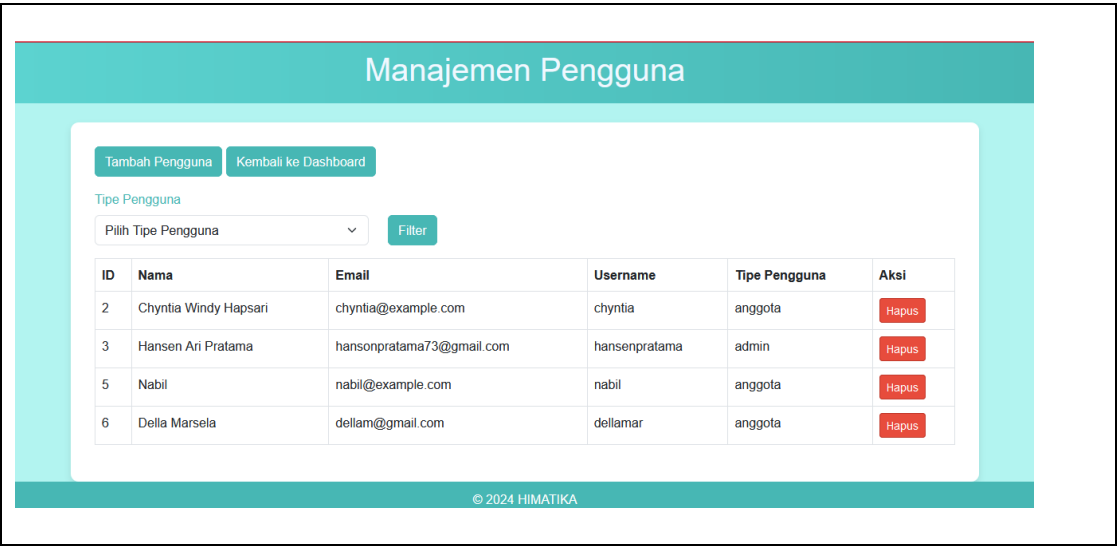 Manajemen Pengguna
Tambah Pengguna Kembali ke Dashboard
Tipe Pengguna
Pilih Tipe Pengguna Filter
ID Nama Email Username Tipe Pengguna Aksi
2 Chyntia Windy Hapsari chyntia@example.com chyntia anggota Hapus
3 Hansen Ari Pratama hansonpratama73@gmail.com hansenpratama admin Hapus
5 Nabil nabil@example.com nabil anggota Hapus
6 Della Marsela dellam@gmail.com dellamar anggota Hapus
© 2024 HIMATIKA